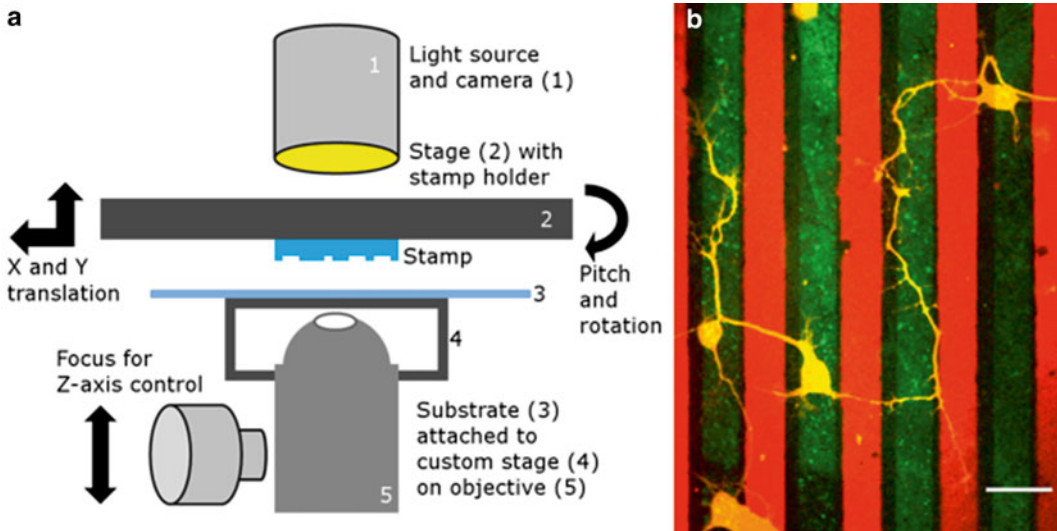 a
1
Light source
and camera (1)
Stage (2) with
stamp holder
2
X and Y
translation
Stamp
Pitch
and
rotation
3
4
Focus for
Z-axis control
Substrate (3)
attached to
custom stage (4)
on objective (5)
5
b